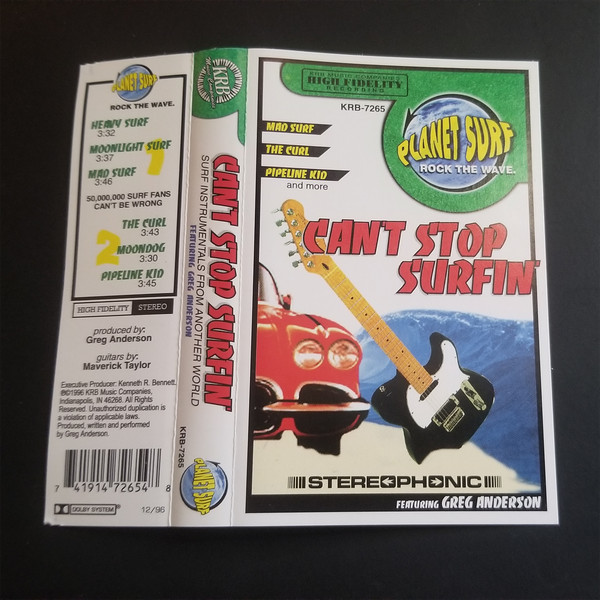 PLANET SURF
ROCK THE WAVE.
HEAVY SURF
3:32
MOONLIGHT SURF
3:37
MAD SURF
3:46
1
50,000,000 SURF FANS
CAN'T BE WRONG
THE CURL
3:43
2
MOONDOG
3:30
PIPELINE KID
3:45
HIGH FIDELITY STEREO
produced by:
Greg Anderson
guitars by:
Maverick Taylor
Executive Producer: Kenneth R. Bennett.
℗©1996 KRB Music Companies,
Indianapolis, IN 46268. All Rights
Reserved. Unauthorized duplication is
a violation of applicable laws.
Produced, written and performed
by Greg Anderson.
7 41914 72654 8
DOLBY SYSTEM®
12/96
KRB
CAN'T STOP SURFIN'
SURF INSTRUMENTALS FROM ANOTHER WORLD
FEATURING GREG ANDERSON
KRB-7265
PLANET SURF
KRB MUSIC COMPANIES
HIGH FIDELITY
RECORDING
KRB-7265
MAD SURF
THE CURL
PIPELINE KID
and more
PLANET SURF
ROCK THE WAVE.
CAN'T STOP
SURFIN'
STEREOPHONIC
FEATURING GREG ANDERSON